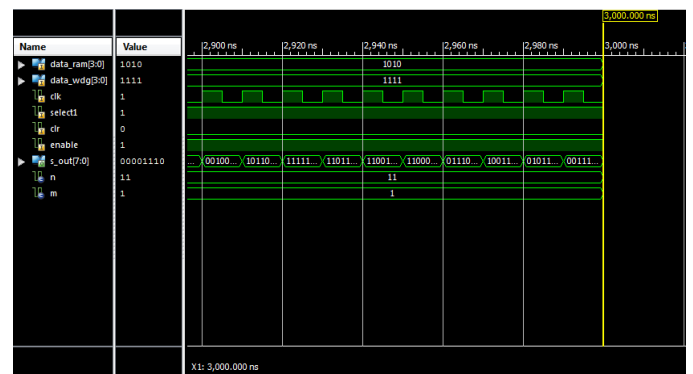 3,000.000 ns
Name Value 2,900 ns 2,920 ns 2,940 ns 2,960 ns 2,980 ns 3,000 ns
data_ram[3:0] 1010 1010
data_wdg[3:0] 1111 1111
clk 1
select1 1
clr 0
enable 1
s_out[7:0] 00001110 ... 00100... 10110... 11111... 11011... 11001... 11000... 01110... 10011... 01011... 00111...
n 11 11
m 1 1
X1: 3,000.000 ns